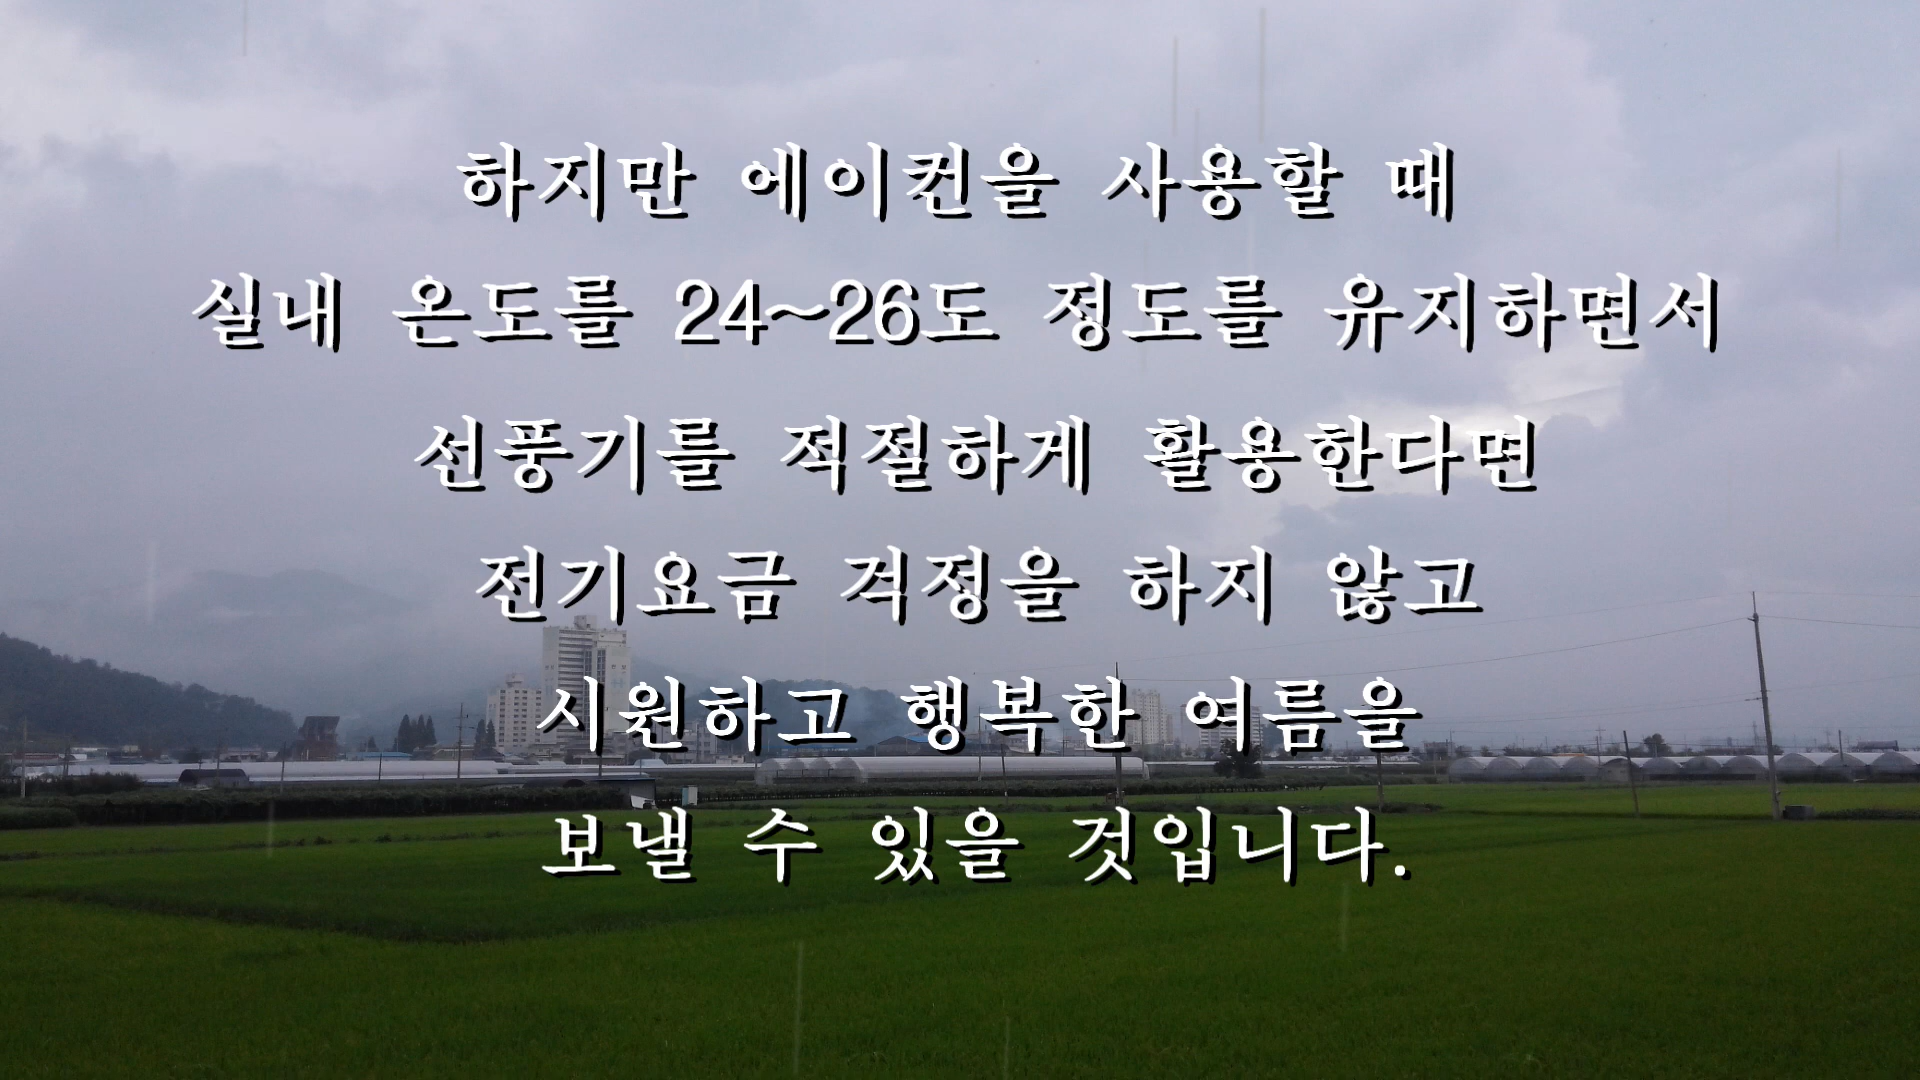 하지만 에이컨을 사용할 때
실내 온도를 24~26도 정도를 유지하면서
선풍기를 적절하게 활용한다면
전기요금 걱정을 하지 않고
시원하고 행복한 여름을
보낼 수 있을 것입니다.